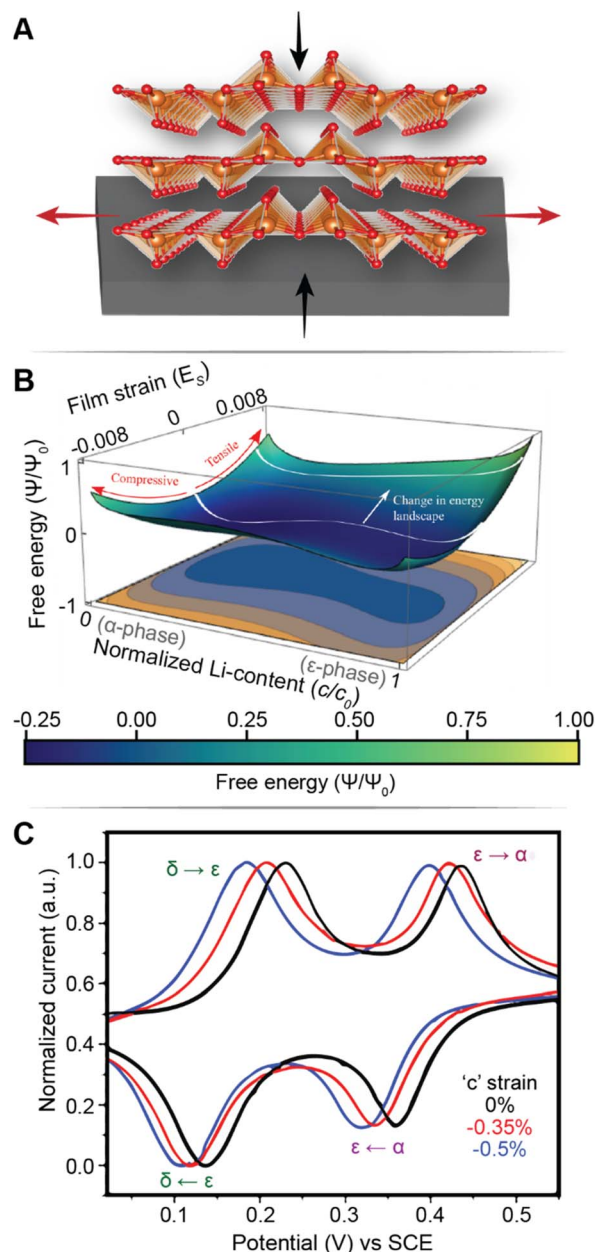 A
B
Film strain (E_S)
-0.008 0 0.008
Compressive
Tensile
Change in energy
landscape
Free energy (Ψ/Ψ₀)
1
0
-1
0
(α-phase)
(ε-phase) 1
Normalized Li-content (c/c₀)
-0.25 0.00 0.25 0.50 0.75 1.00
Free energy (Ψ/Ψ₀)
C
δ → ε
ε → α
Normalized current (a.u.)
1.0
0.8
0.6
0.4
0.2
0.0
'c' strain
0%
-0.35%
-0.5%
ε ← α
δ ← ε
0.1 0.2 0.3 0.4 0.5
Potential (V) vs SCE